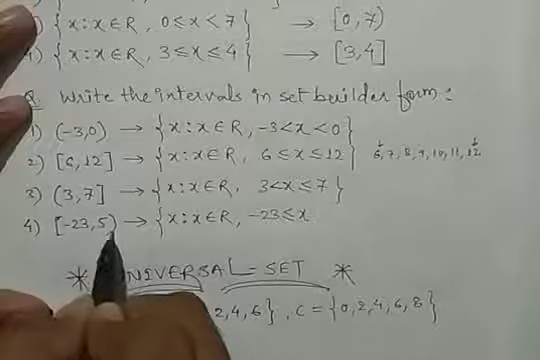 {x : x ∈ R, 0 ≤ x < 7} → [0, 7)
4) {x : x ∈ R, 3 ≤ x ≤ 4} → [3, 4]
Q. Write the intervals in set builder form :
1) (-3, 0) → {x : x ∈ R, -3 < x < 0}
2) [6, 12] → {x : x ∈ R, 6 ≤ x ≤ 12} 6, 7, 8, 9, 10, 11, 12
3) (3, 7] → {x : x ∈ R, 3 < x ≤ 7}
4) [-23, 5) → {x : x ∈ R, -23 ≤ x
* UNIVERSAL SET *
2, 4, 6}, C = {0, 2, 4, 6, 8}